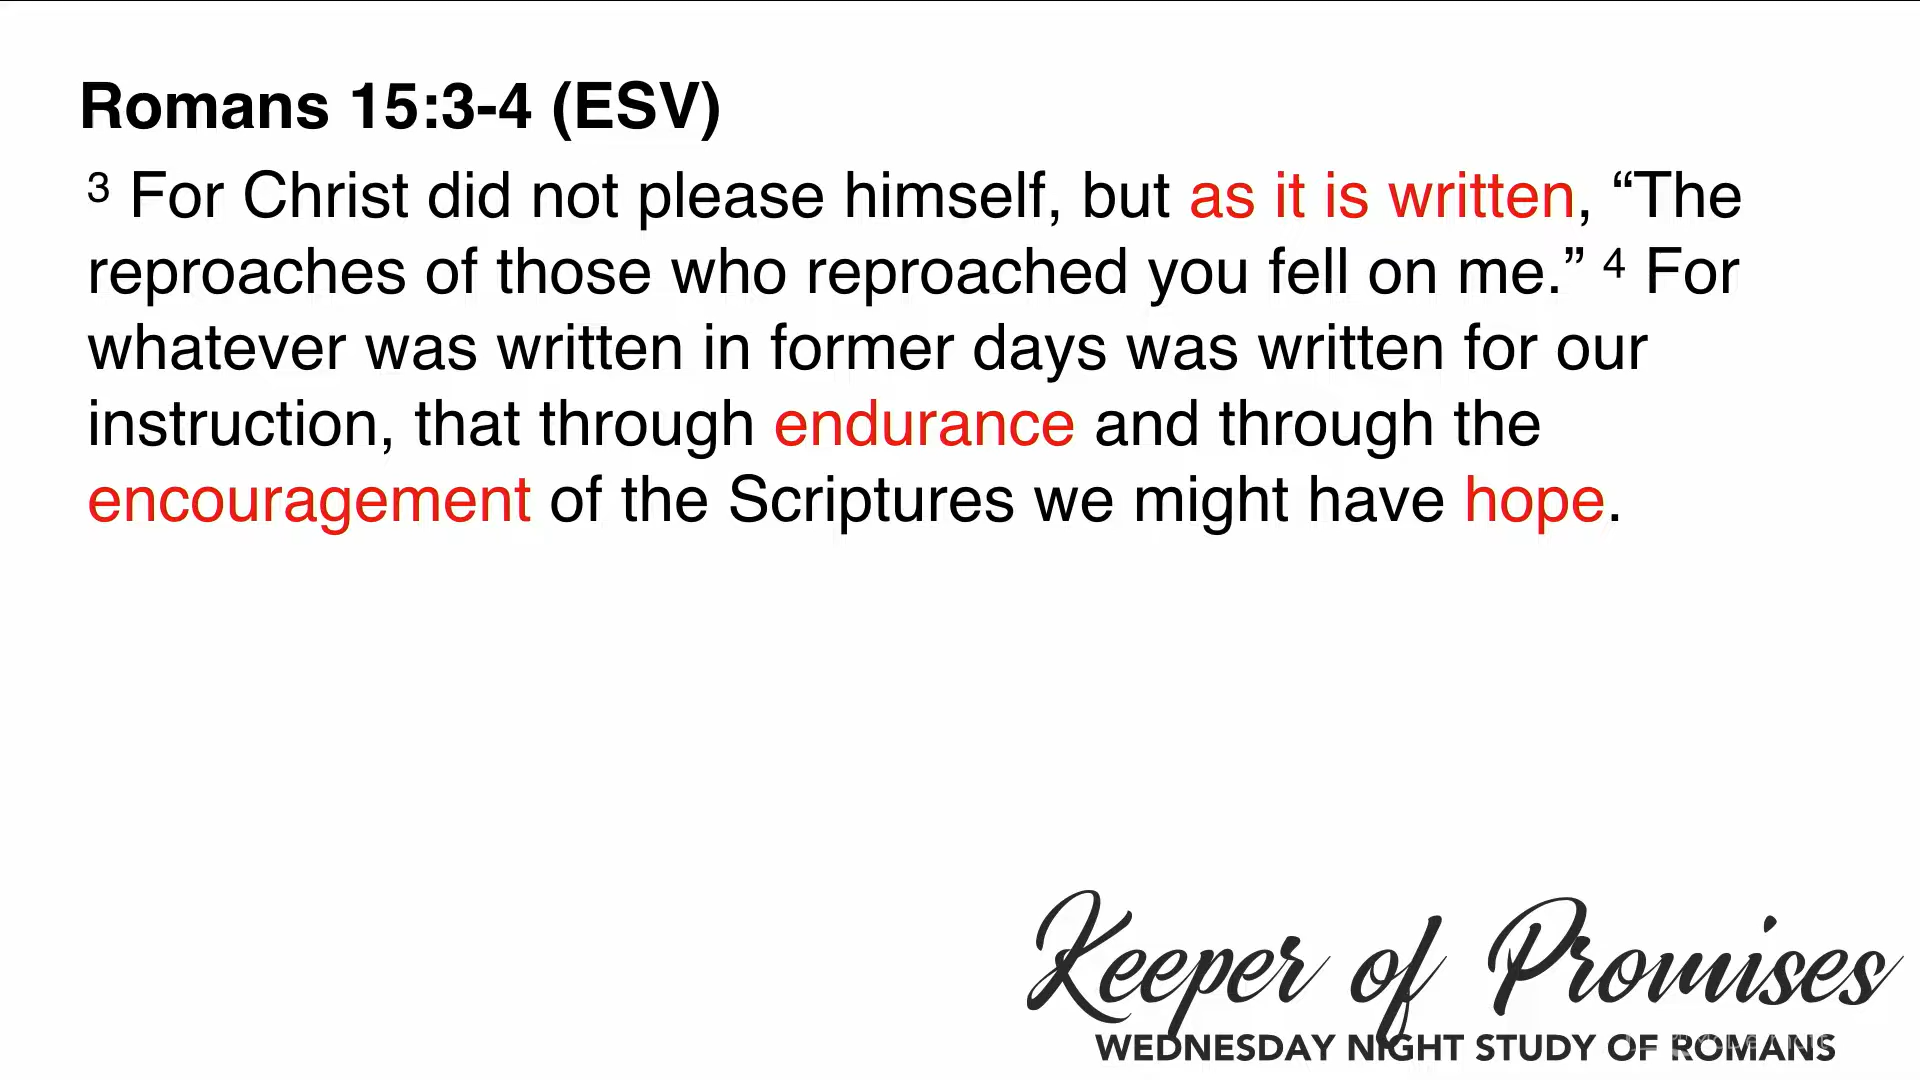 Romans 15:3-4 (ESV)
³ For Christ did not please himself, but as it is written, “The
reproaches of those who reproached you fell on me.” ⁴ For
whatever was written in former days was written for our
instruction, that through endurance and through the
encouragement of the Scriptures we might have hope.
Keeper of Promises
WEDNESDAY NIGHT STUDY OF ROMANS